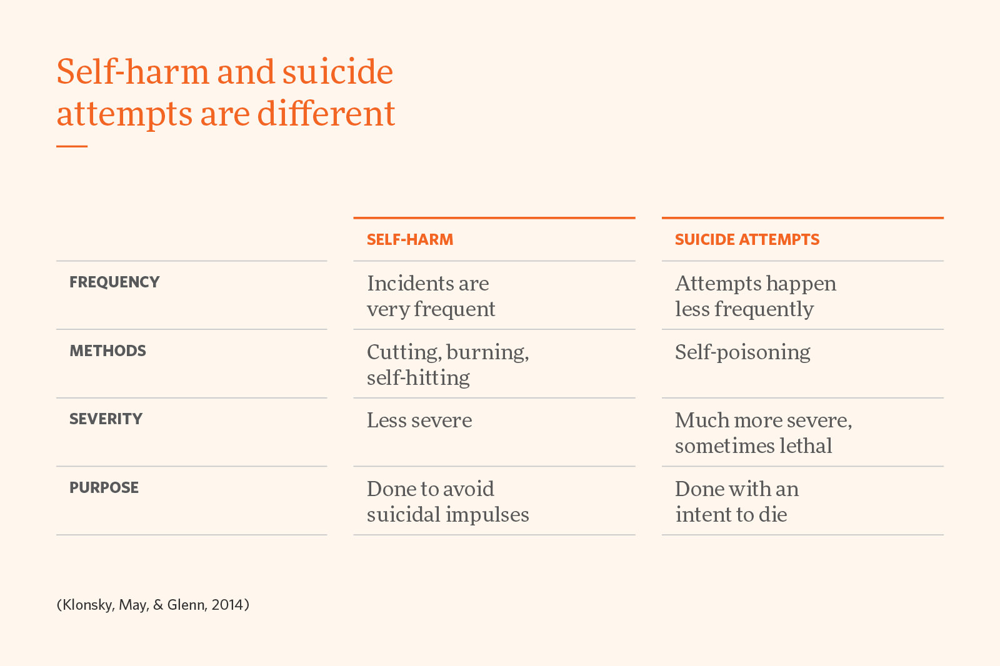 Self-harm and suicide
attempts are different
SELF-HARM
SUICIDE ATTEMPTS
FREQUENCY
Incidents are
very frequent
Attempts happen
less frequently
METHODS
Cutting, burning,
self-hitting
Self-poisoning
SEVERITY
Less severe
Much more severe,
sometimes lethal
PURPOSE
Done to avoid
suicidal impulses
Done with an
intent to die
(Klonsky, May, & Glenn, 2014)